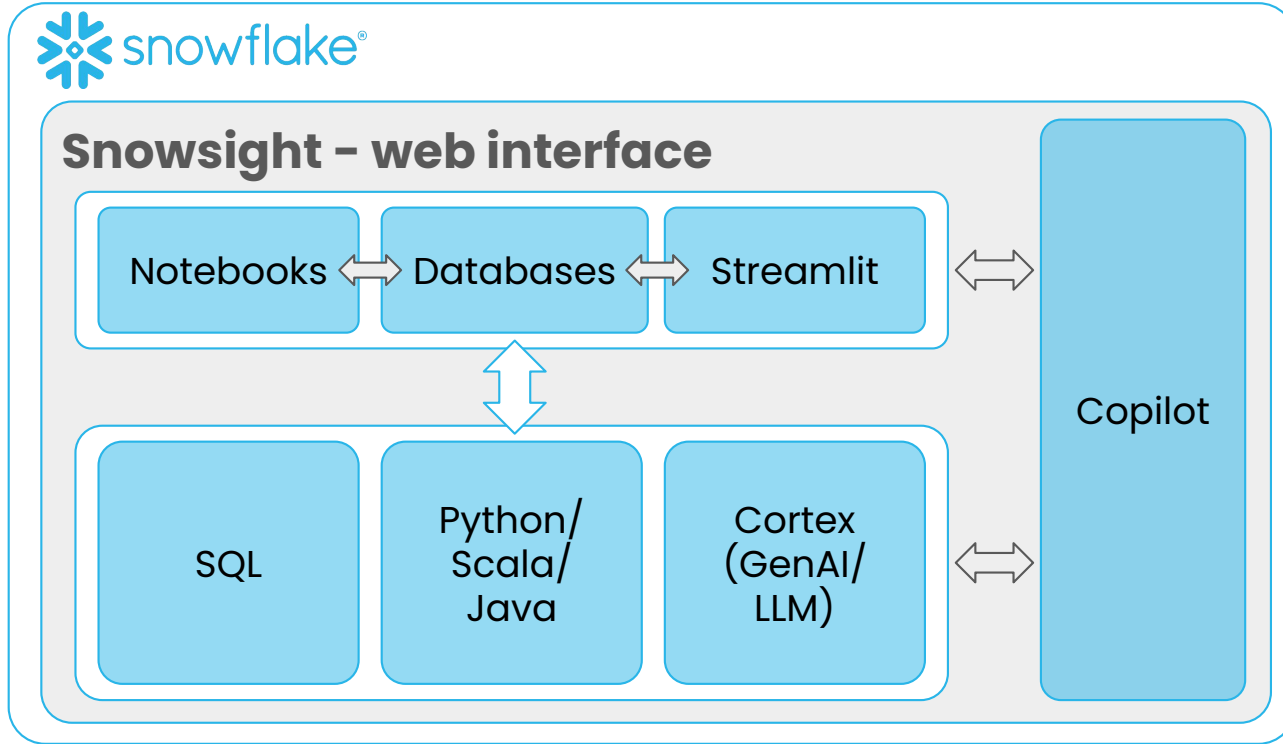 snowflake®
Snowsight - web interface
Notebooks
Databases
Streamlit
Copilot
SQL
Python/
Scala/
Java
Cortex
(GenAI/
LLM)